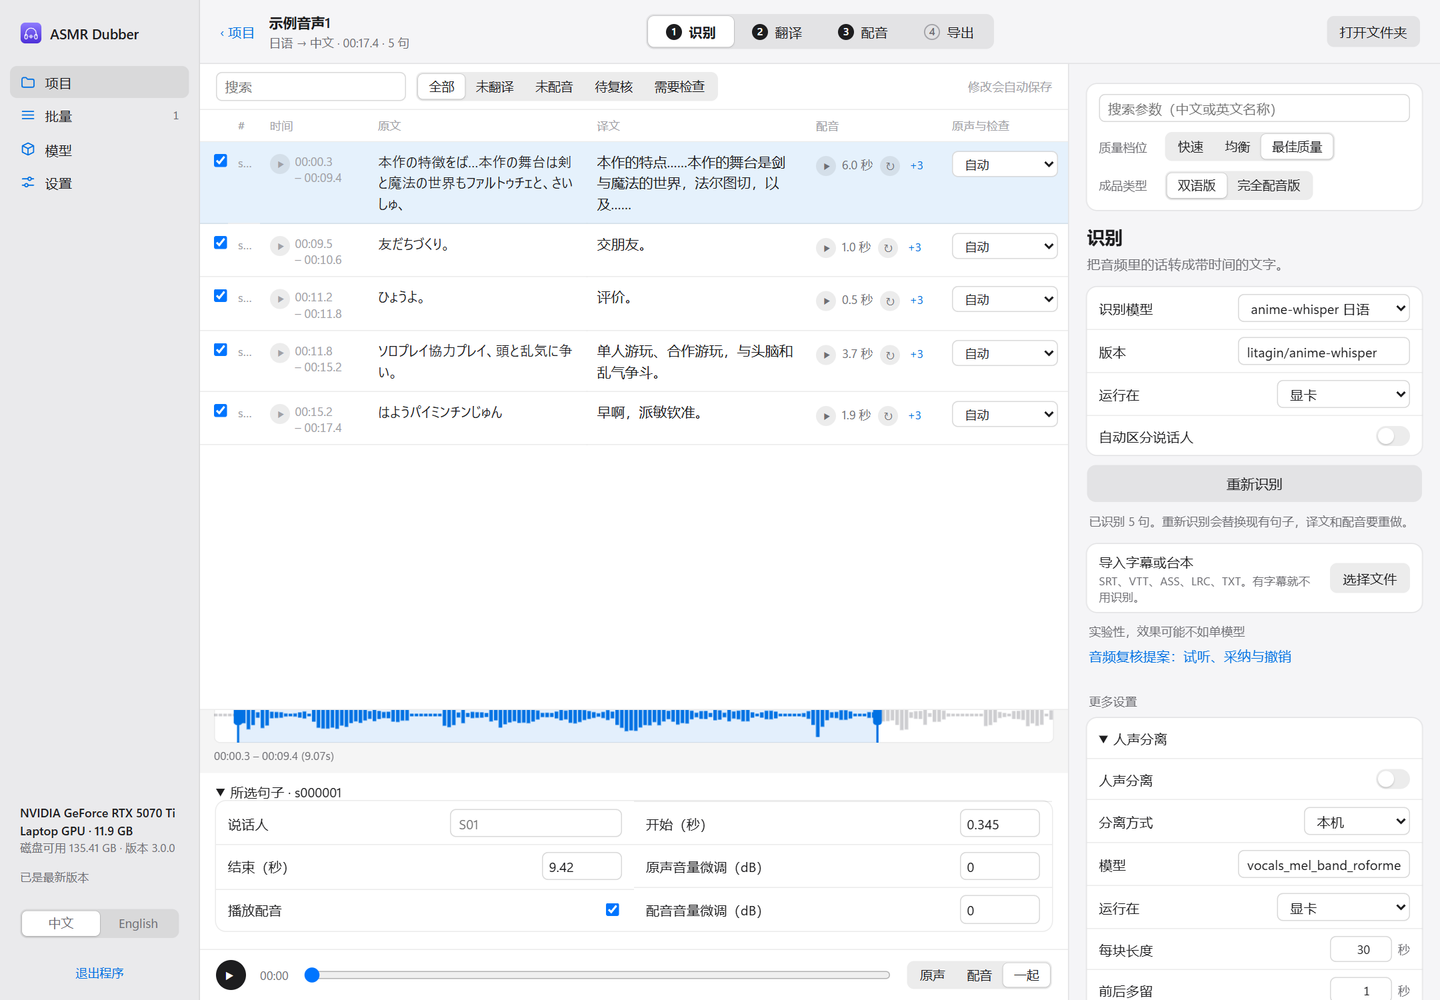 ASMR Dubber
项目
批量 1
模型
设置
NVIDIA GeForce RTX 5070 Ti
Laptop GPU · 11.9 GB
磁盘可用 135.41 GB · 版本 3.0.0
已是最新版本
中文 English
退出程序
‹ 项目
示例音声1
日语 → 中文 · 00:17.4 · 5 句
1 识别 2 翻译 3 配音 4 导出
打开文件夹
搜索
全部 未翻译 未配音 待复核 需要检查
修改会自动保存
# 时间 原文 译文 配音 原声与检查
s... 00:00.3 – 00:09.4
本作の特徴をば...本作の舞台は剣
と魔法の世界もファルトゥチェと、さい
しゅ、
本作的特点……本作的舞台是剑
与魔法的世界，法尔图切，以
及……
6.0 秒 ↻ +3 自动
s... 00:09.5 – 00:10.6
友だちづくり。
交朋友。
1.0 秒 ↻ +3 自动
s... 00:11.2 – 00:11.8
ひょうよ。
评价。
0.5 秒 ↻ +3 自动
s... 00:11.8 – 00:15.2
ソロプレイ協力プレイ、頭と乱気に争
い。
单人游玩、合作游玩，与头脑和
乱气争斗。
3.7 秒 ↻ +3 自动
s... 00:15.2 – 00:17.4
はようパイミンチンじゅん
早啊，派敏钦准。
1.9 秒 ↻ +3 自动
00:00.3 – 00:09.4 (9.07s)
▼ 所选句子 · s000001
说话人 S01 开始（秒） 0.345
结束（秒） 9.42 原声音量微调（dB） 0
播放配音 配音音量微调（dB） 0
00:00
原声 配音 一起
搜索参数（中文或英文名称）
质量档位 快速 均衡 最佳质量
成品类型 双语版 完全配音版
识别
把音频里的话转成带时间的文字。
识别模型 anime-whisper 日语
版本 litagin/anime-whisper
运行在 显卡
自动区分说话人
重新识别
已识别 5 句。重新识别会替换现有句子，译文和配音要重做。
导入字幕或台本
SRT、VTT、ASS、LRC、TXT。有字幕就不
用识别。
选择文件
实验性，效果可能不如单模型
音频复核提案：试听、采纳与撤销
更多设置
▼ 人声分离
人声分离
分离方式 本机
模型 vocals_mel_band_roforme
运行在 显卡
每块长度 30 秒
前后多留 1 秒